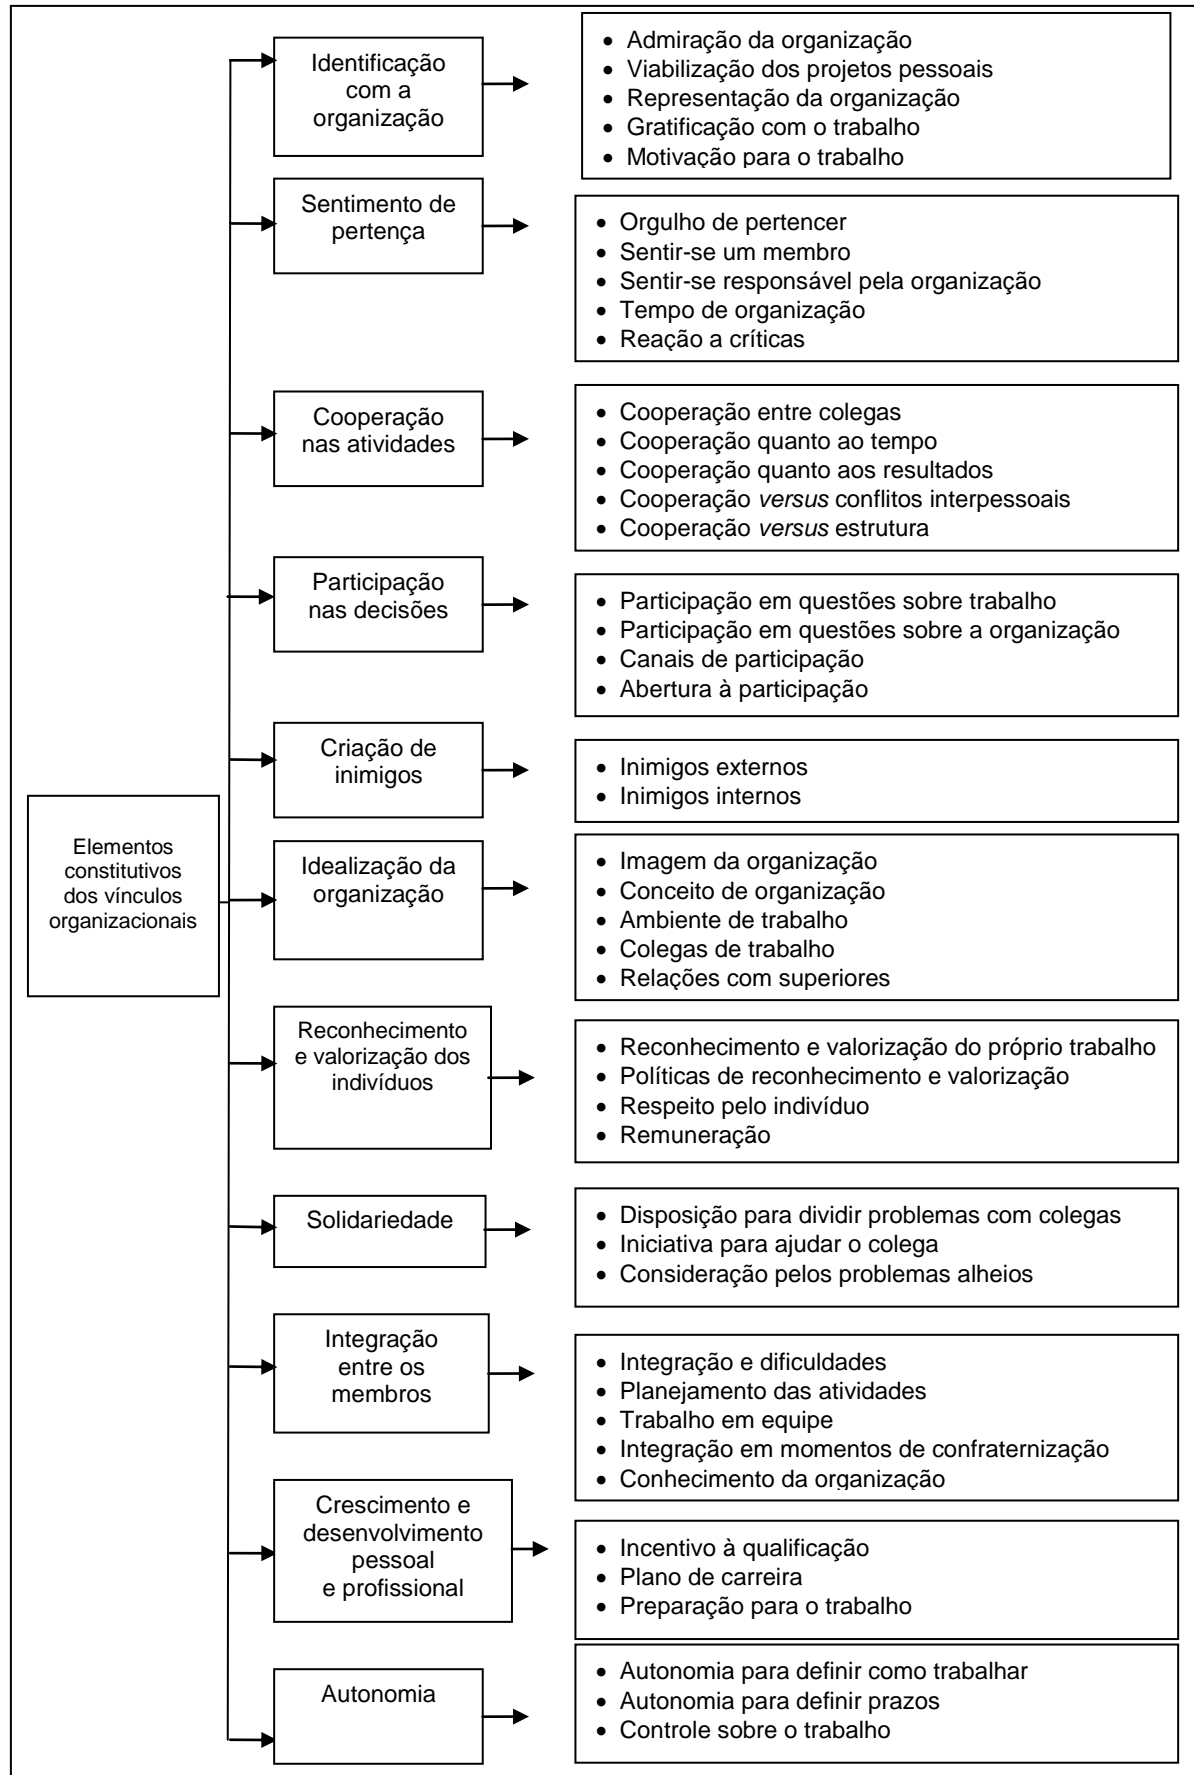 Identificação
com a
organização
• Admiração da organização
• Viabilização dos projetos pessoais
• Representação da organização
• Gratificação com o trabalho
• Motivação para o trabalho
Sentimento de
pertença
• Orgulho de pertencer
• Sentir-se um membro
• Sentir-se responsável pela organização
• Tempo de organização
• Reação a críticas
Cooperação
nas atividades
• Cooperação entre colegas
• Cooperação quanto ao tempo
• Cooperação quanto aos resultados
• Cooperação versus conflitos interpessoais
• Cooperação versus estrutura
Participação
nas decisões
• Participação em questões sobre trabalho
• Participação em questões sobre a organização
• Canais de participação
• Abertura à participação
Criação de
inimigos
• Inimigos externos
• Inimigos internos
Elementos
constitutivos
dos vínculos
organizacionais
Idealização da
organização
• Imagem da organização
• Conceito de organização
• Ambiente de trabalho
• Colegas de trabalho
• Relações com superiores
Reconhecimento
e valorização dos
indivíduos
• Reconhecimento e valorização do próprio trabalho
• Políticas de reconhecimento e valorização
• Respeito pelo indivíduo
• Remuneração
Solidariedade
• Disposição para dividir problemas com colegas
• Iniciativa para ajudar o colega
• Consideração pelos problemas alheios
Integração
entre os
membros
• Integração e dificuldades
• Planejamento das atividades
• Trabalho em equipe
• Integração em momentos de confraternização
• Conhecimento da organização
Crescimento e
desenvolvimento
pessoal
e profissional
• Incentivo à qualificação
• Plano de carreira
• Preparação para o trabalho
Autonomia
• Autonomia para definir como trabalhar
• Autonomia para definir prazos
• Controle sobre o trabalho